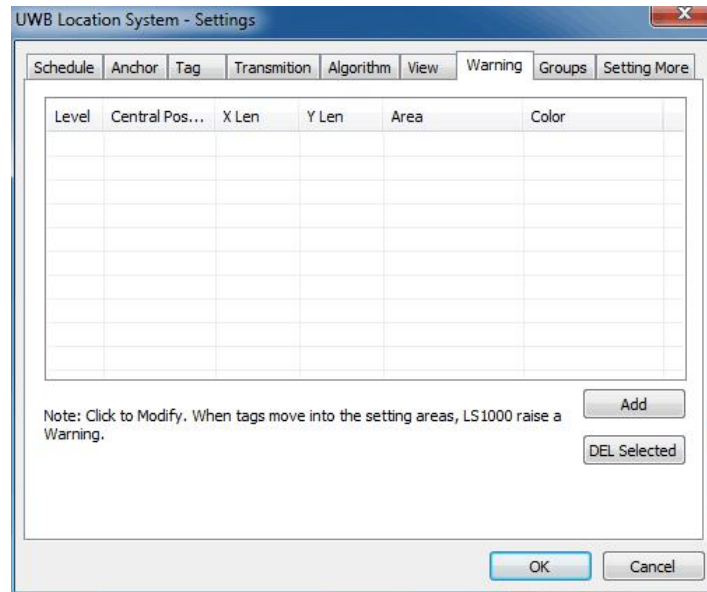 UWB Location System - Settings
Schedule Anchor Tag Transmition Algorithm View Warning Groups Setting More
Level Central Pos... X Len Y Len Area Color
Note: Click to Modify. When tags move into the setting areas, LS1000 raise a
Warning.
Add
DEL Selected
OK Cancel